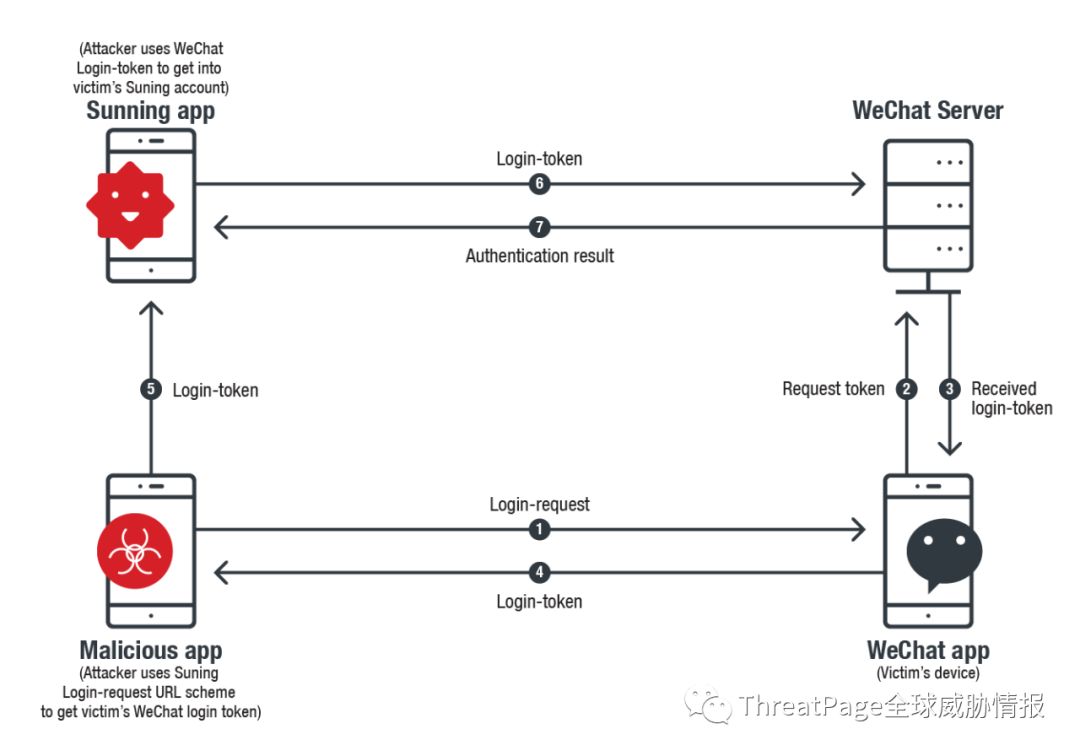 (Attacker uses WeChat
Login-token to get into
victim's Suning account)
Sunning app
WeChat Server
Login-token
6
7
Authentication result
5 Login-token
Request token 2
3 Received
login-token
Login-request
1
4
Login-token
Malicious app
(Attacker uses Suning
Login-request URL scheme
to get victim's WeChat login token)
WeChat app
(Victim's device)
ThreatPage全球威胁情报